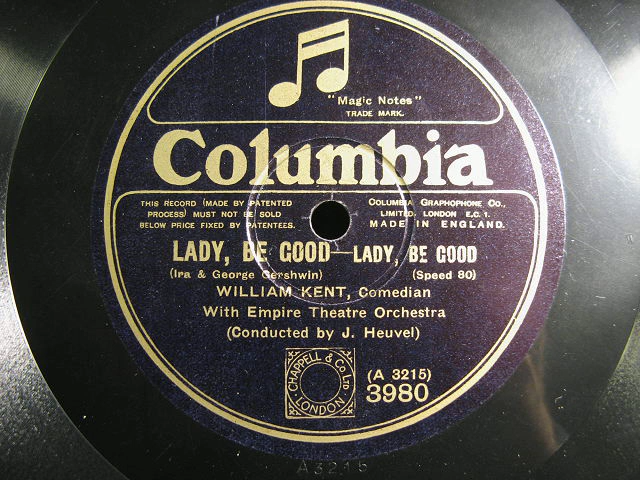 "Magic Notes"
TRADE MARK.
Columbia
THIS RECORD (MADE BY PATENTED
PROCESS) MUST NOT BE SOLD
BELOW PRICE FIXED BY PATENTEES.
COLUMBIA GRAPHOPHONE CO.,
LIMITED. LONDON E.C.1.
MADE IN ENGLAND.
LADY, BE GOOD—LADY, BE GOOD
(Ira & George Gershwin) (Speed 80)
WILLIAM KENT, Comedian
With Empire Theatre Orchestra
(Conducted by J. Heuvel)
CHAPPELL & CO LTD
LONDON
(A 3215)
3980
A3215